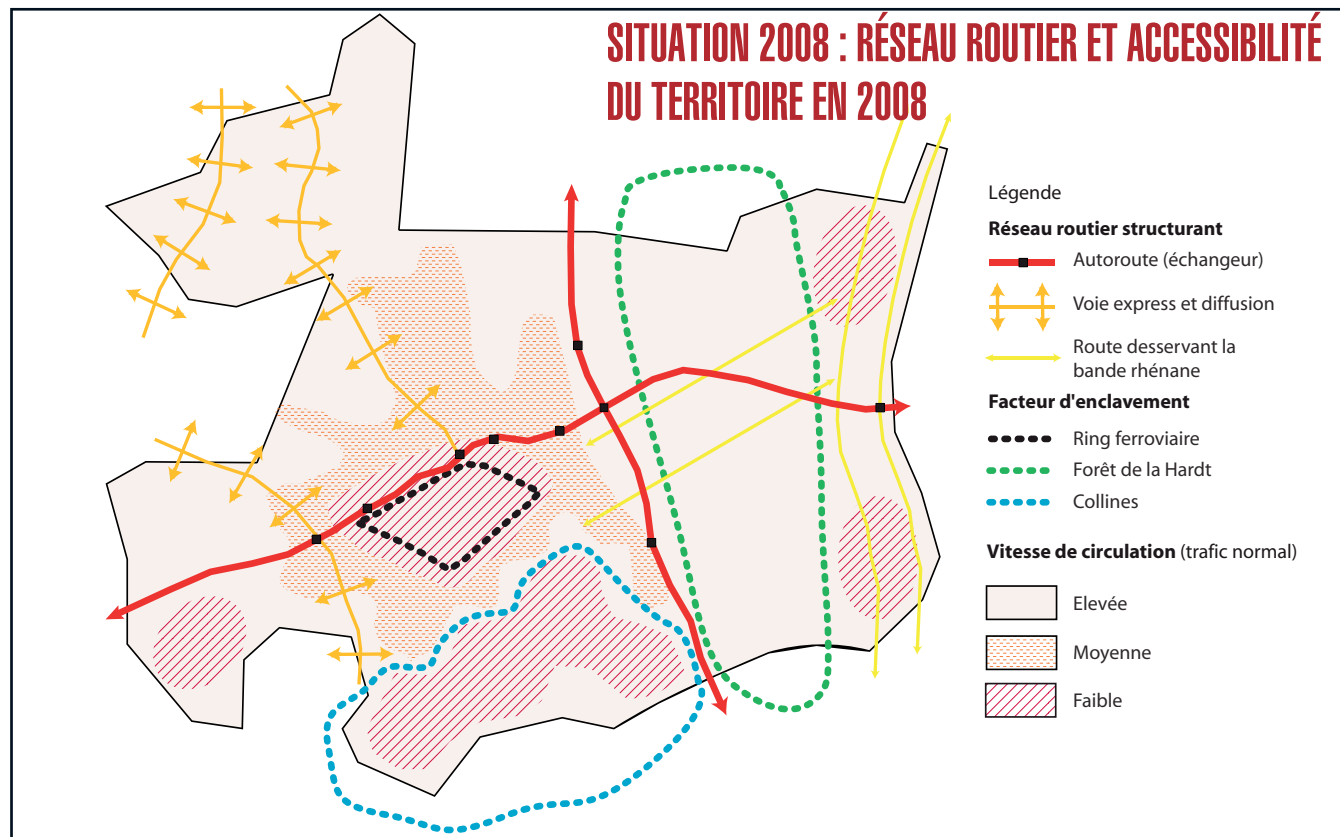 SITUATION 2008 : RÉSEAU ROUTIER ET ACCESSIBILITÉ
DU TERRITOIRE EN 2008
Légende
Réseau routier structurant
Autoroute (échangeur)
Voie express et diffusion
Route desservant la
bande rhénane
Facteur d'enclavement
Ring ferroviaire
Forêt de la Hardt
Collines
Vitesse de circulation (trafic normal)
Elevée
Moyenne
Faible